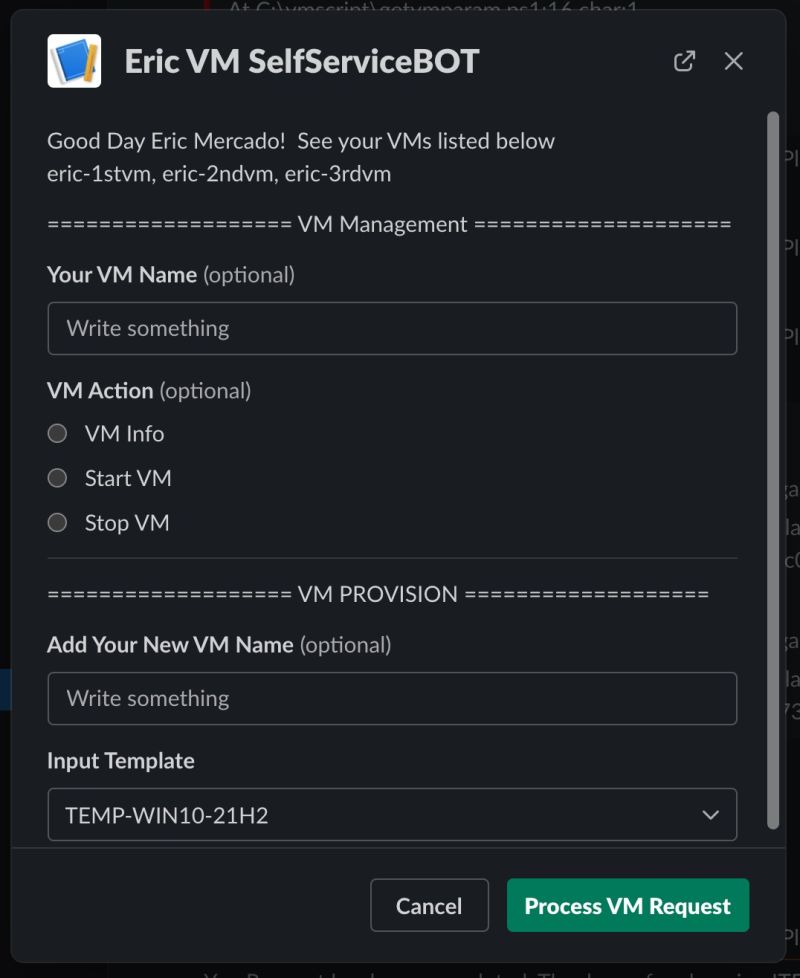 At C:\vmscript\getvmparam.ps1:16 char:1
Eric VM SelfServiceBOT
Good Day Eric Mercado!  See your VMs listed below
eric-1stvm, eric-2ndvm, eric-3rdvm
=================== VM Management ====================
Your VM Name (optional)
Write something
VM Action (optional)
VM Info
Start VM
Stop VM
=================== VM PROVISION ===================
Add Your New VM Name (optional)
Write something
Input Template
TEMP-WIN10-21H2
Cancel
Process VM Request